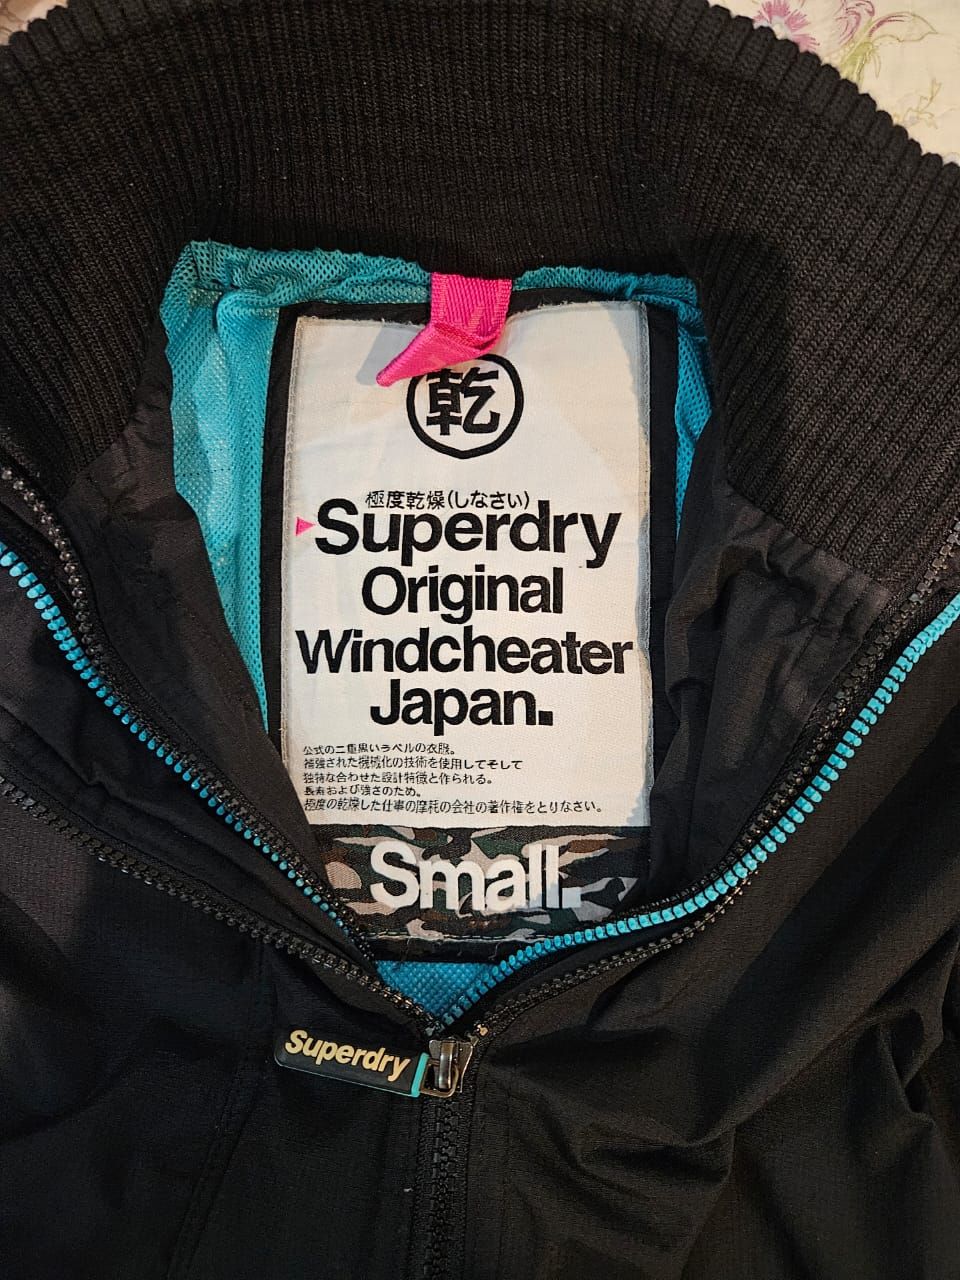 乾
極度乾燥(しなさい)
Superdry
Original
Windcheater
Japan.
公式の二重黒いラベルの衣服。
補強された機械化の技術を使用してそして
独特な合わせた設計特徴と作られる。
長寿および強さのため。
極度の乾燥した仕事の摩耗の会社の著作権をとりなさい。
Small.
Superdry